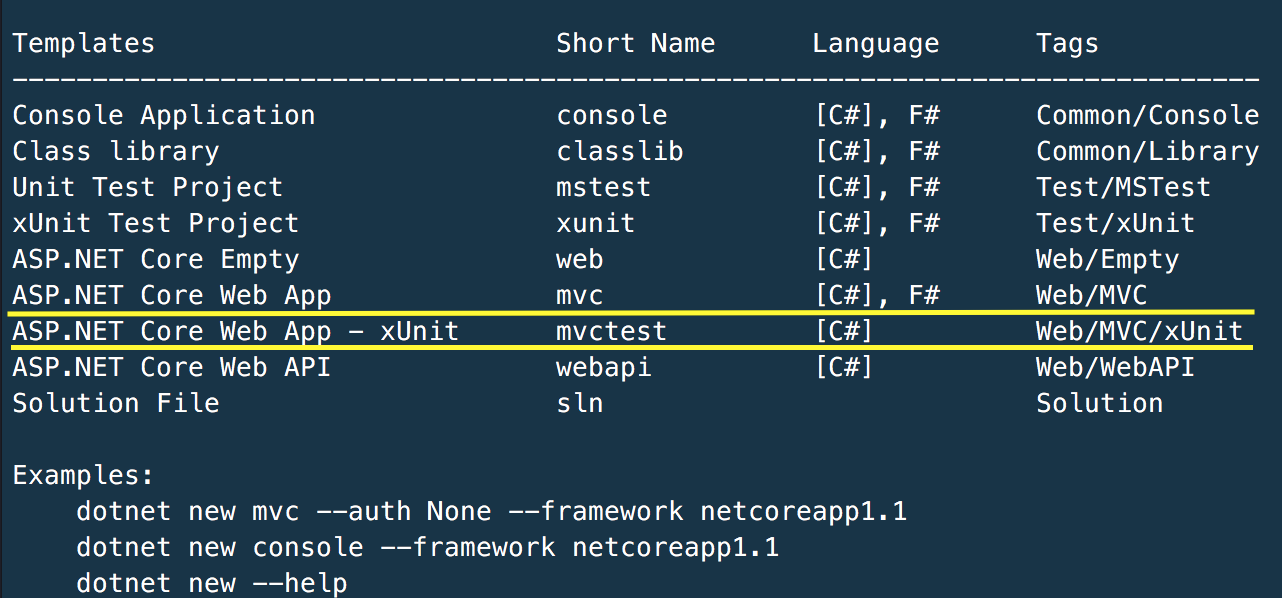 Templates Short Name Language Tags
------------------------------------------------------------------------------
Console Application console [C#], F# Common/Console
Class library classlib [C#], F# Common/Library
Unit Test Project mstest [C#], F# Test/MSTest
xUnit Test Project xunit [C#], F# Test/xUnit
ASP.NET Core Empty web [C#] Web/Empty
ASP.NET Core Web App mvc [C#], F# Web/MVC
ASP.NET Core Web App - xUnit mvctest [C#] Web/MVC/xUnit
ASP.NET Core Web API webapi [C#] Web/WebAPI
Solution File sln Solution
Examples:
dotnet new mvc --auth None --framework netcoreapp1.1
dotnet new console --framework netcoreapp1.1
dotnet new --help